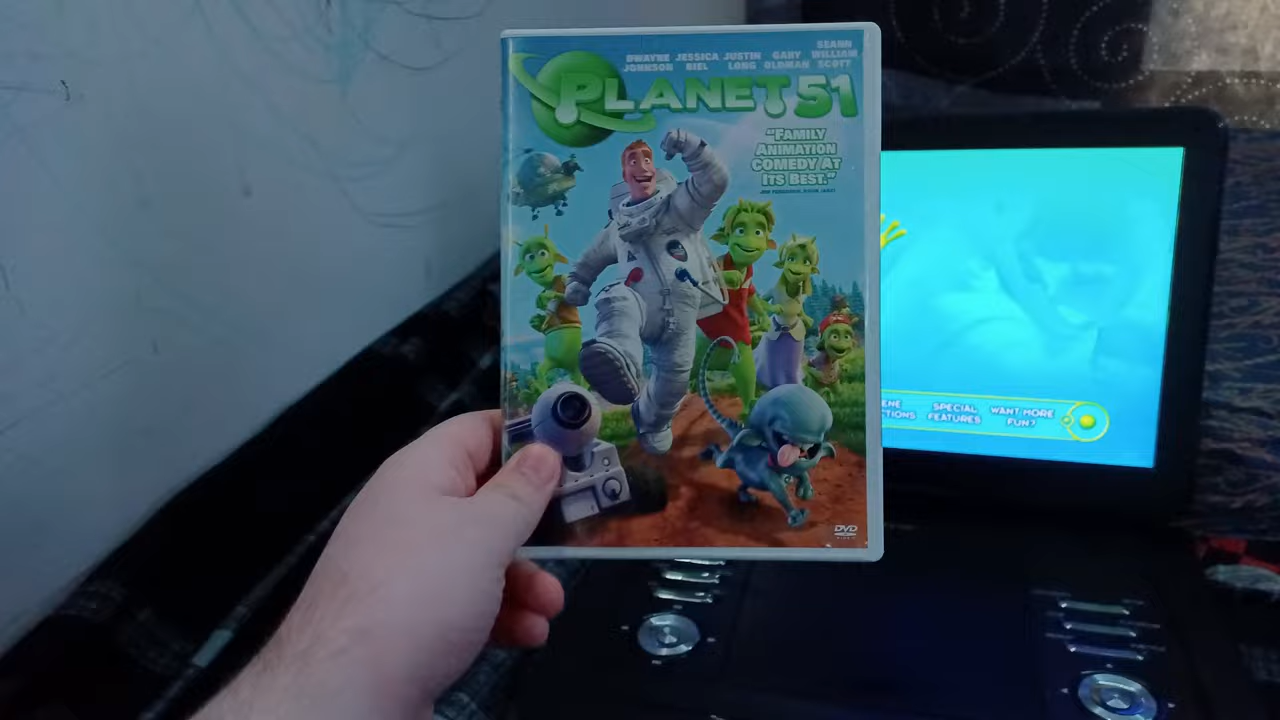 DWAYNE JOHNSON
JESSICA BIEL
JUSTIN LONG
GARY OLDMAN
SEANN WILLIAM SCOTT
PLANET 51
"FAMILY
ANIMATION
COMEDY AT
ITS BEST."
DVD
VIDEO
SPECIAL
FEATURES
WANT MORE
FUN?